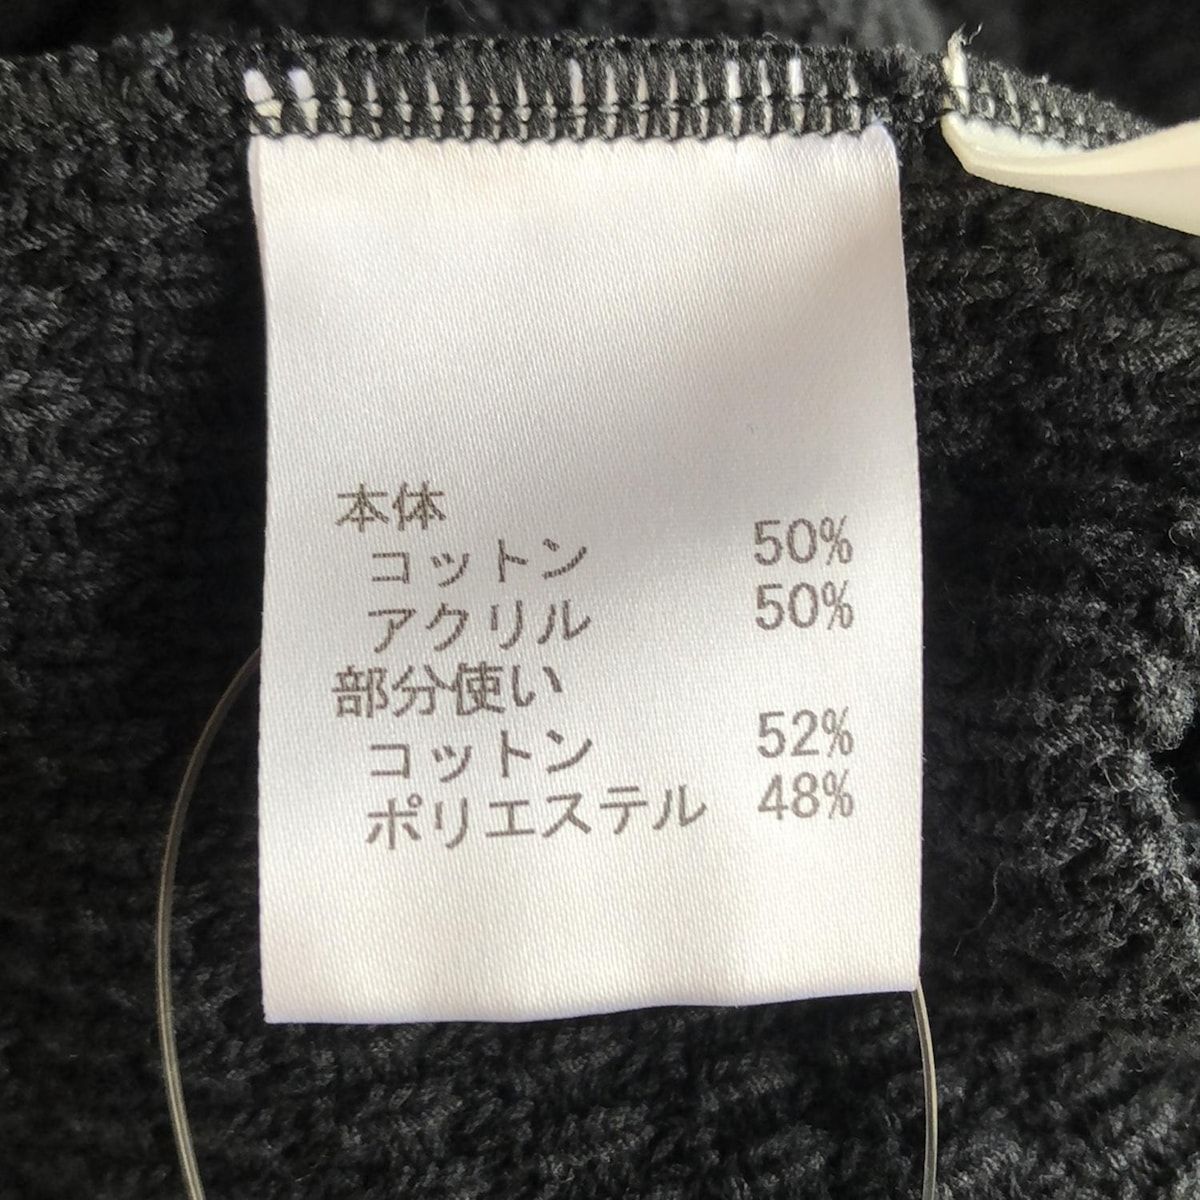 本体
コットン 50%
アクリル 50%
部分使い
コットン 52%
ポリエステル 48%